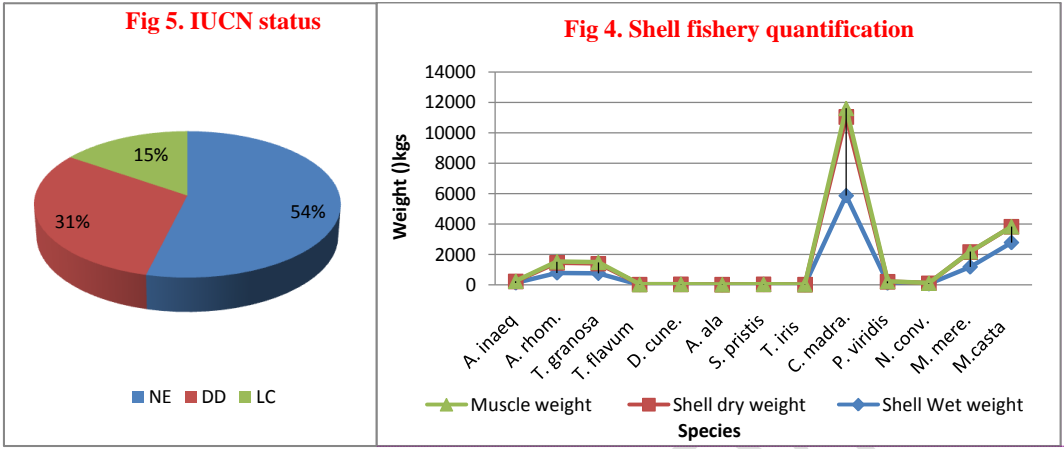 Fig 5. IUCN status
15%
31%
54%
NE DD LC
Fig 4. Shell fishery quantification
Weight ()kgs
14000
12000
10000
8000
6000
4000
2000
0
A. inaeq
A. rhom.
T. granosa
T. flavum
D. cune.
A. ala
S. pristis
T. iris
C. madra.
P. viridis
N. conv.
M. mere.
M.casta
Muscle weight Shell dry weight Shell Wet weight
Species